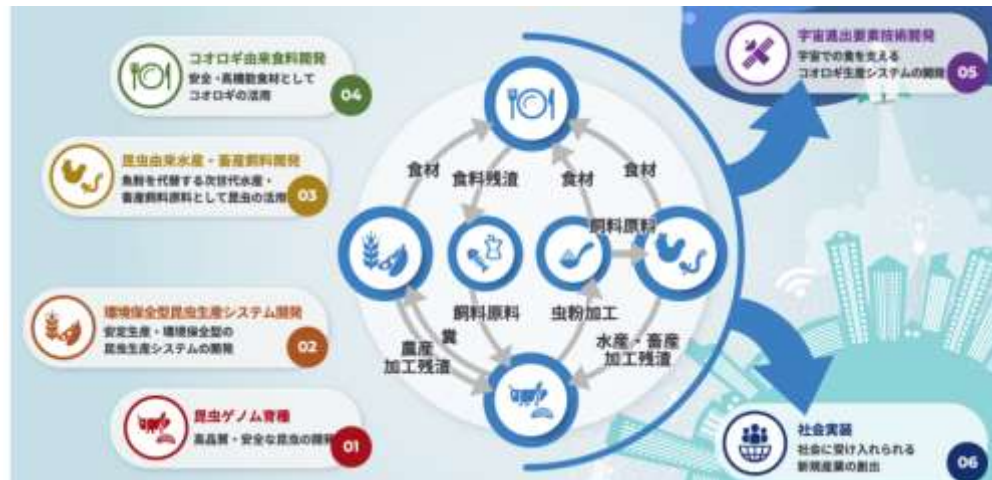 コオロギ由来食料開発
安全・高機能食材として
コオロギの活用
04
昆虫由来水産・畜産飼料開発
魚粉を代替する次世代水産・
畜産飼料原料として昆虫の活用
03
環境保全型昆虫生産システム開発
安定生産・環境保全型の
昆虫生産システムの開発
02
昆虫ゲノム育種
高品質・安全な昆虫の開発
01
食材
食料残渣
食材
食材
飼料原料
飼料原料
虫粉加工
糞
農産
加工残渣
水産・畜産
加工残渣
宇宙進出要素技術開発
宇宙での食を支える
コオロギ生産システムの開発
05
社会実装
社会に受け入れられる
新規産業の創出
06